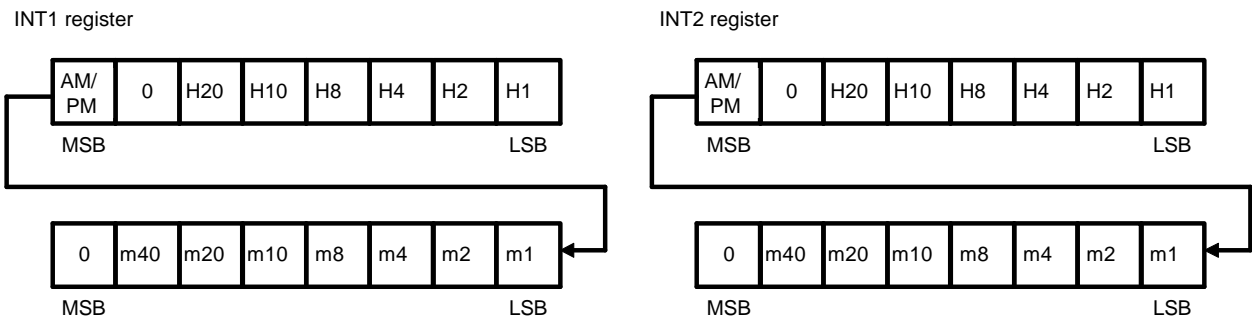 INT1 register
AM/
PM 0 H20 H10 H8 H4 H2 H1
MSB LSB
0 m40 m20 m10 m8 m4 m2 m1
MSB LSB
INT2 register
AM/
PM 0 H20 H10 H8 H4 H2 H1
MSB LSB
0 m40 m20 m10 m8 m4 m2 m1
MSB LSB